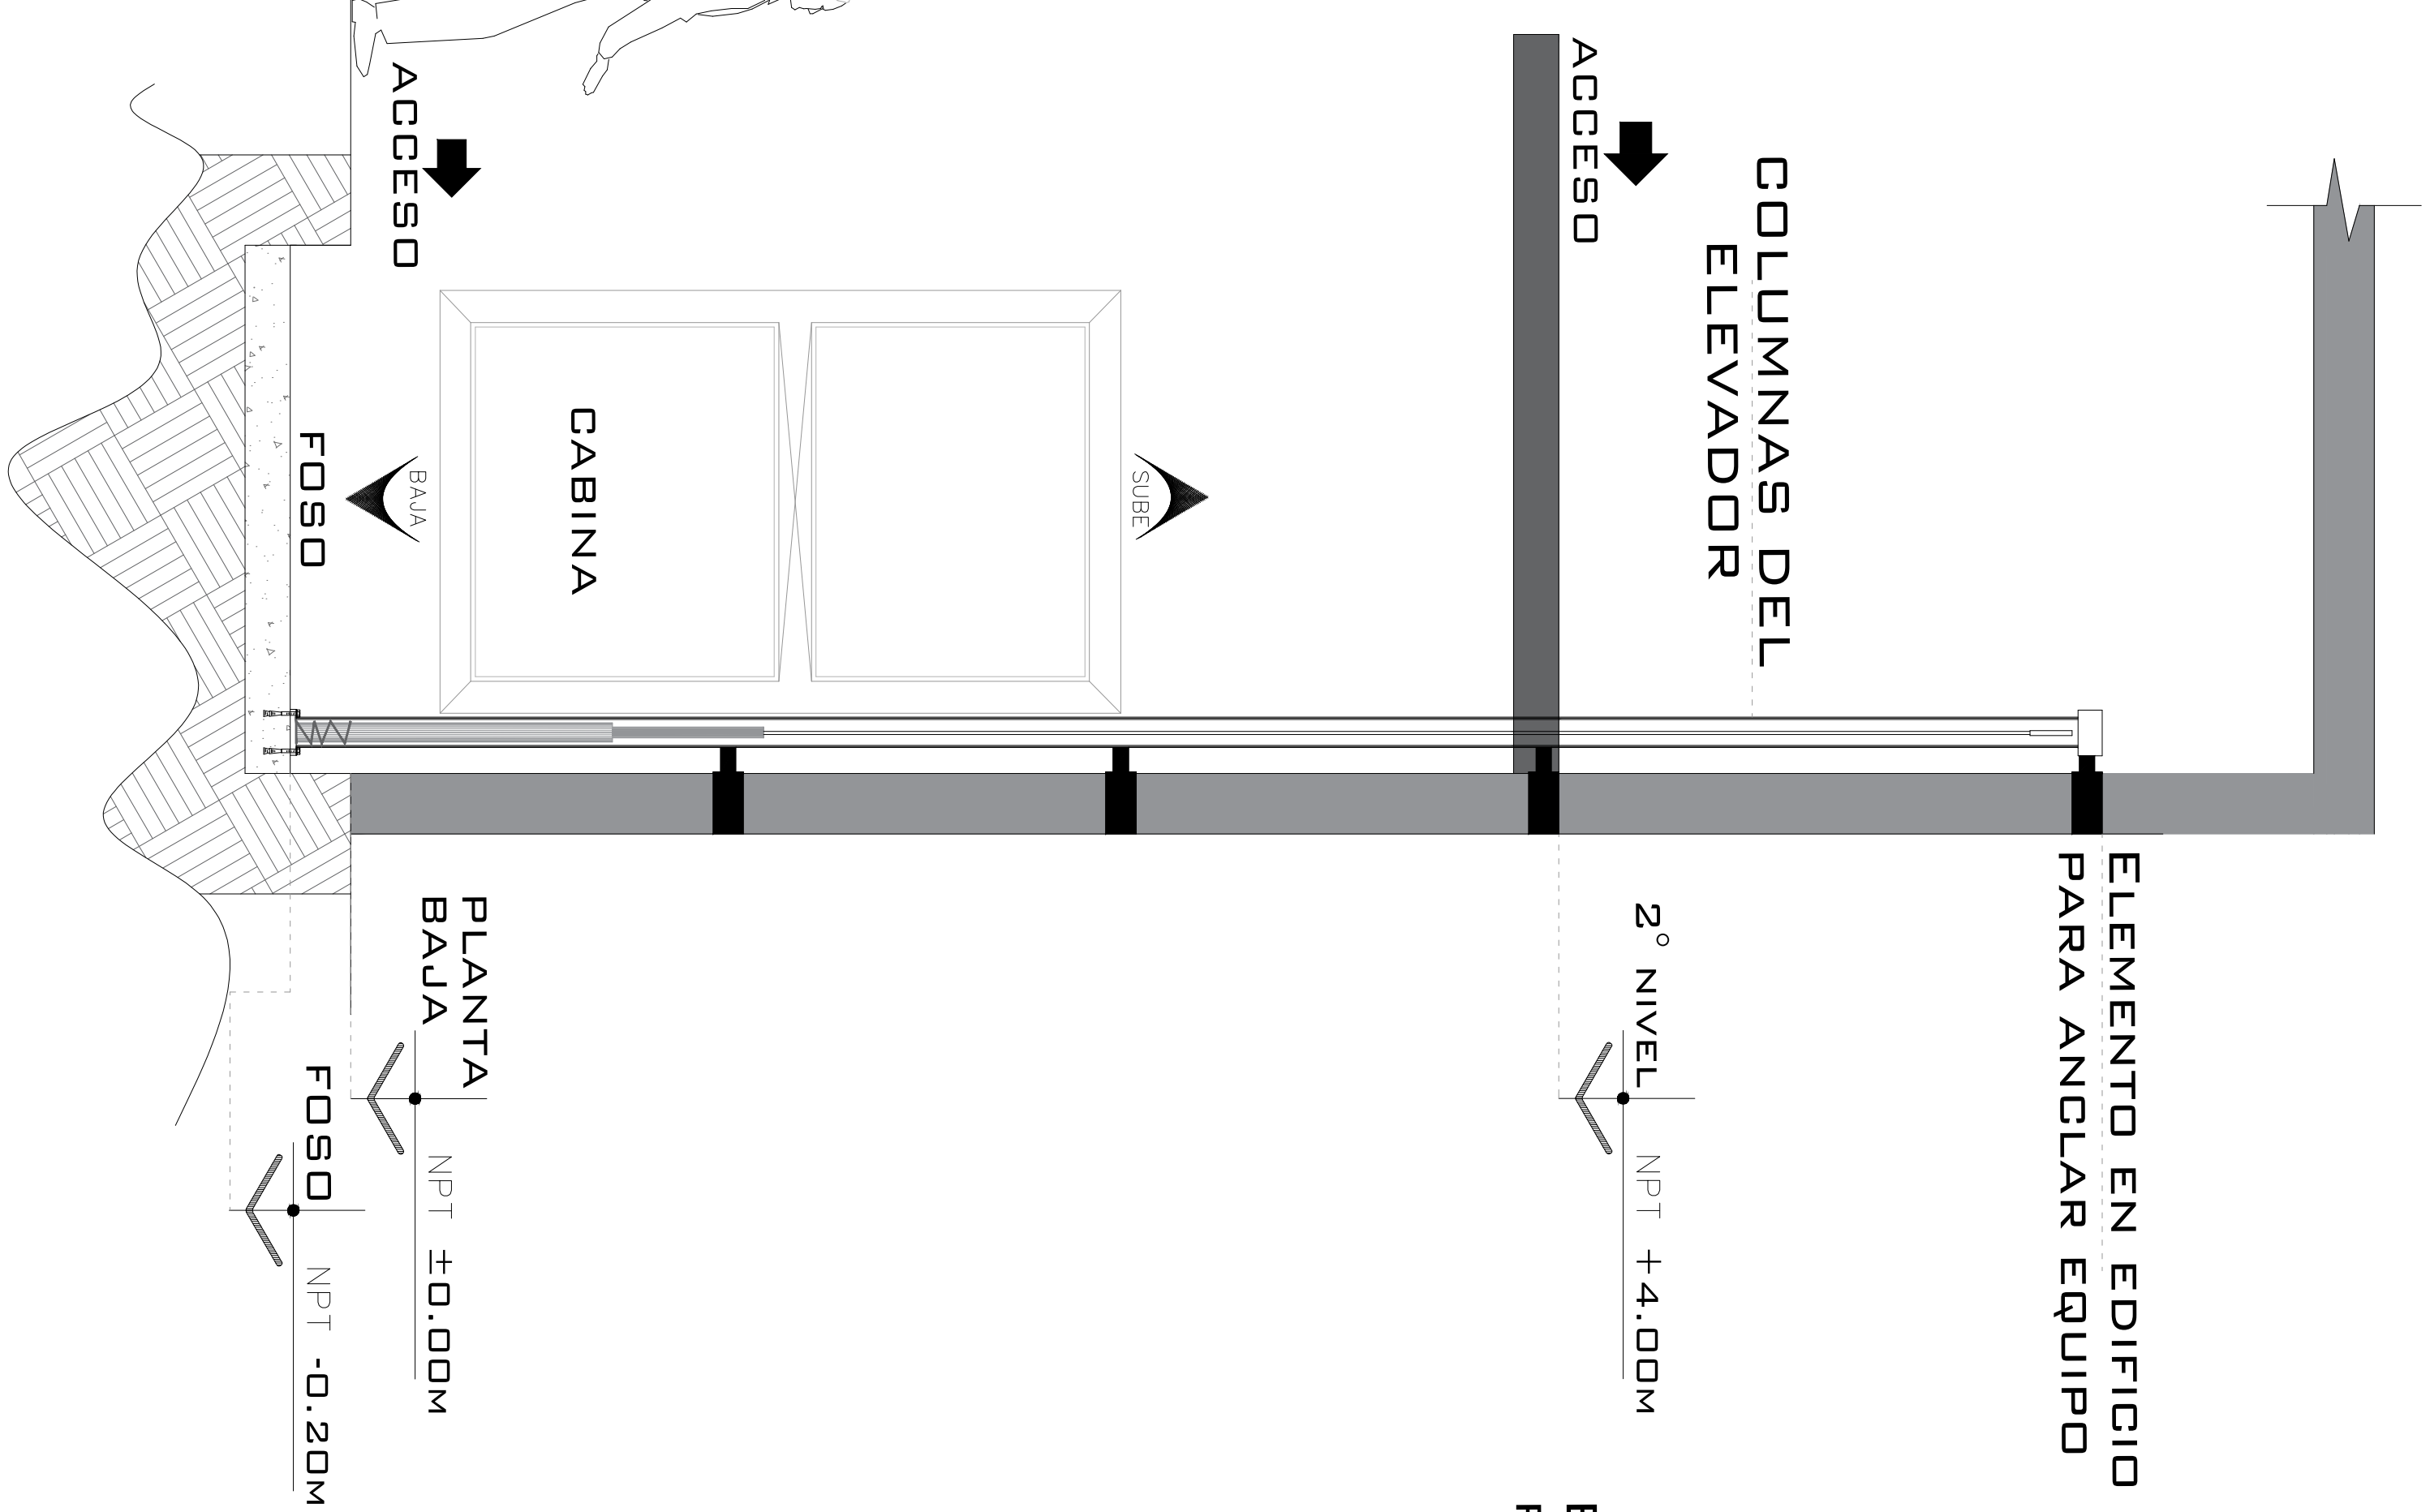 ELEMENTO EN EDIFICIO
PARA ANCLAR EQUIPO
COLUMNAS DEL
ELEVADOR
ACCESO
2° NIVEL
NPT +4.00M
SUBE
CABINA
BAJA
ACCESO
PLANTA
BAJA
NPT ±0.00M
FOSO
FOSO
NPT -0.20M